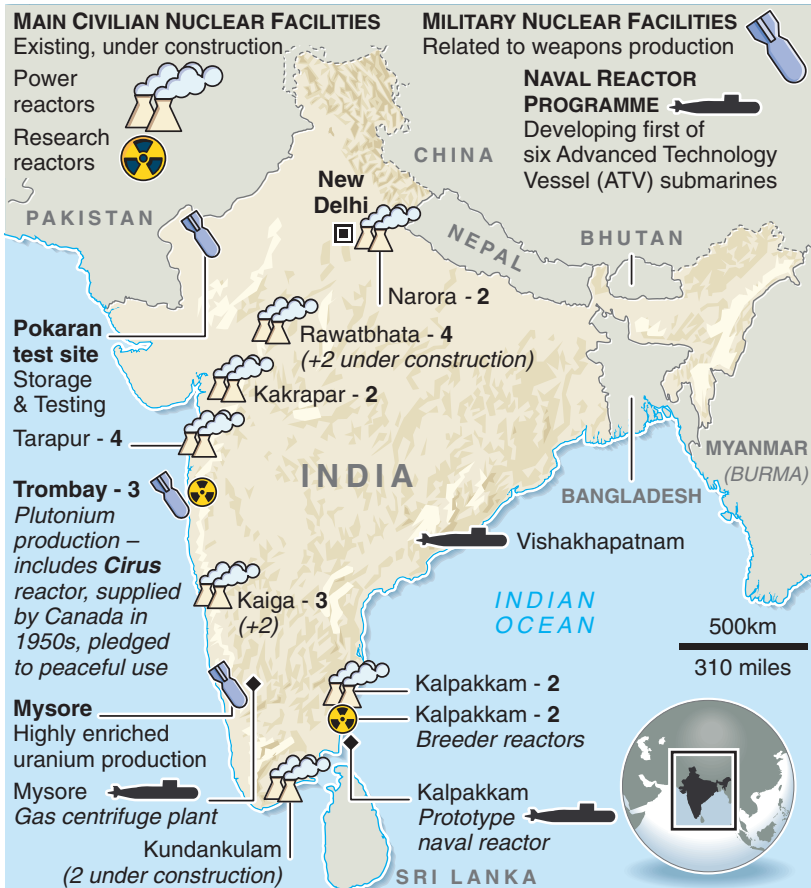 MAIN CIVILIAN NUCLEAR FACILITIES
Existing, under construction
Power
reactors
Research
reactors
MILITARY NUCLEAR FACILITIES
Related to weapons production
NAVAL REACTOR
PROGRAMME
Developing first of
six Advanced Technology
Vessel (ATV) submarines
CHINA
PAKISTAN
New
Delhi
NEPAL
BHUTAN
Narora - 2
Pokaran
test site
Storage
& Testing
Rawatbhata - 4
(+2 under construction)
Kakrapar - 2
Tarapur - 4
INDIA
MYANMAR
(BURMA)
BANGLADESH
Trombay - 3
Plutonium
production –
includes Cirus
reactor, supplied
by Canada in
1950s, pledged
to peaceful use
Vishakhapatnam
Kaiga - 3
(+2)
INDIAN
OCEAN
500km
310 miles
Mysore
Highly enriched
uranium production
Kalpakkam - 2
Kalpakkam - 2
Breeder reactors
Mysore
Gas centrifuge plant
Kalpakkam
Prototype
naval reactor
Kundankulam
(2 under construction)
SRI LANKA